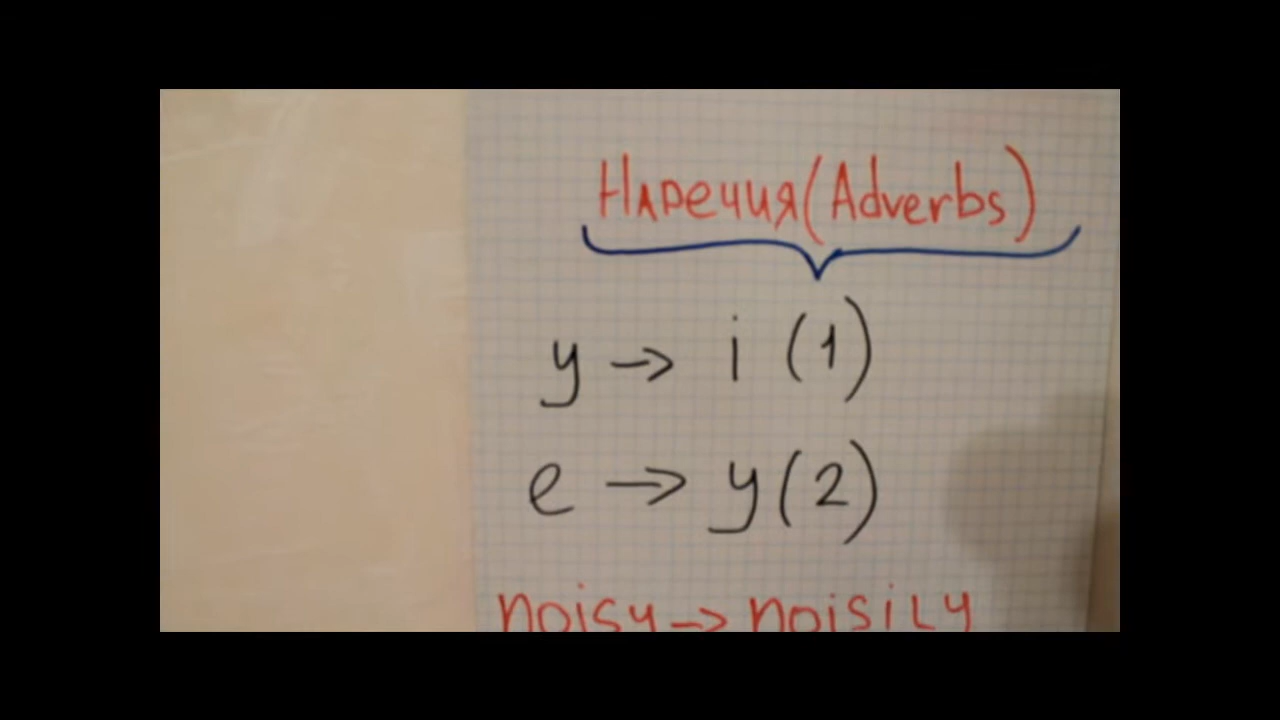 Наречия(Adverbs)
y → i (1)
e → y(2)
noisy → noisily